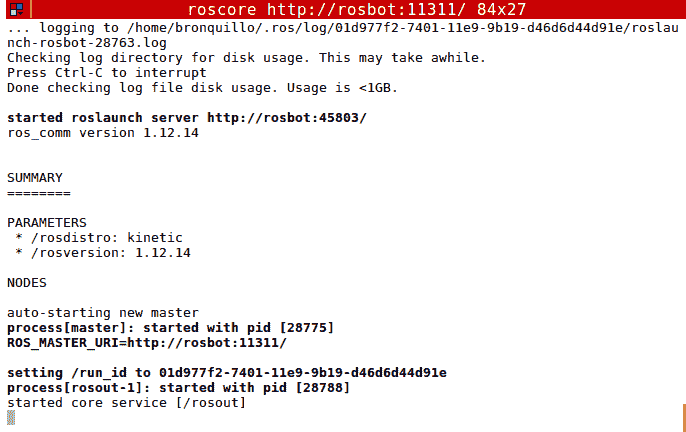 roscore http://rosbot:11311/ 84x27
... logging to /home/bronquillo/.ros/log/01d977f2-7401-11e9-9b19-d46d6d44d91e/roslau
nch-rosbot-28763.log
Checking log directory for disk usage. This may take awhile.
Press Ctrl-C to interrupt
Done checking log file disk usage. Usage is <1GB.
started roslaunch server http://rosbot:45803/
ros_comm version 1.12.14
SUMMARY
========
PARAMETERS
 * /rosdistro: kinetic
 * /rosversion: 1.12.14
NODES
auto-starting new master
process[master]: started with pid [28775]
ROS_MASTER_URI=http://rosbot:11311/
setting /run_id to 01d977f2-7401-11e9-9b19-d46d6d44d91e
process[rosout-1]: started with pid [28788]
started core service [/rosout]